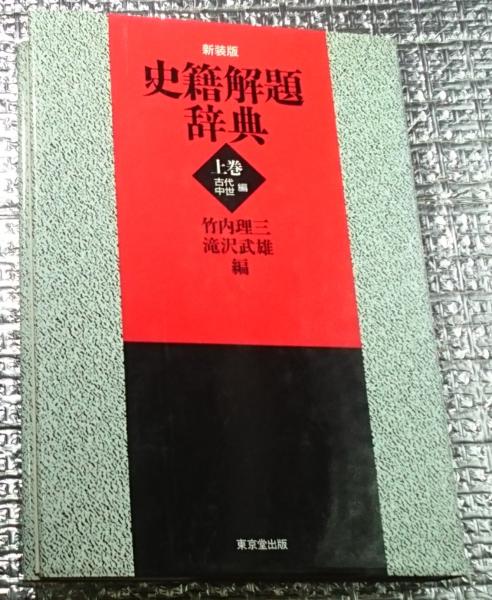 新装版
史籍解題
辞典
上巻
古代
中世 編
竹内理三
滝沢武雄
編
東京堂出版